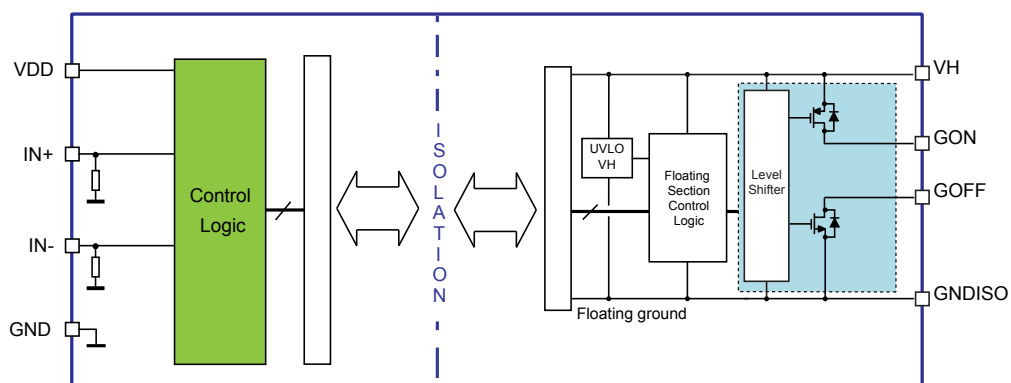 VDD
IN+
IN-
GND
Control
Logic
ISOLATION
UVLO
VH
Floating
Section
Control
Logic
Level
Shifter
Floating ground
VH
GON
GOFF
GNDISO